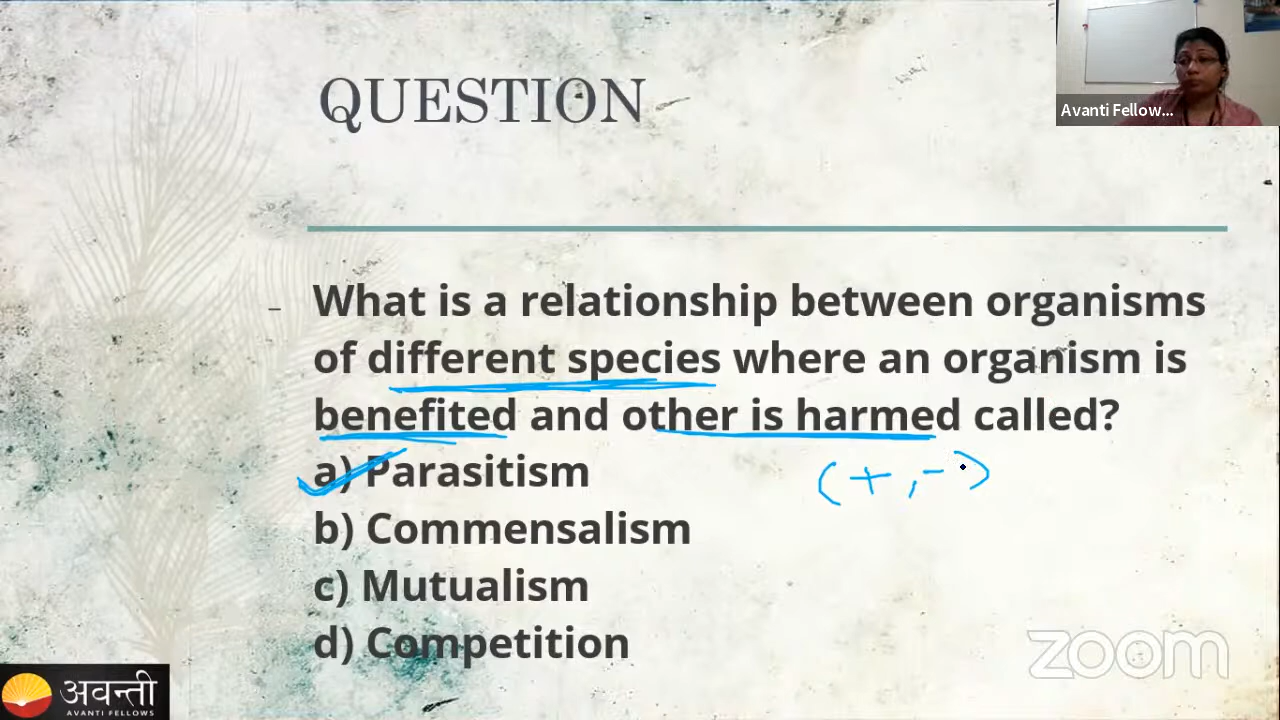 Avanti Fellow...
QUESTION
– What is a relationship between organisms
of different species where an organism is
benefited and other is harmed called?
a) Parasitism
(+,-)
b) Commensalism
c) Mutualism
d) Competition
zoom
अवन्ती
AVANTI FELLOWS